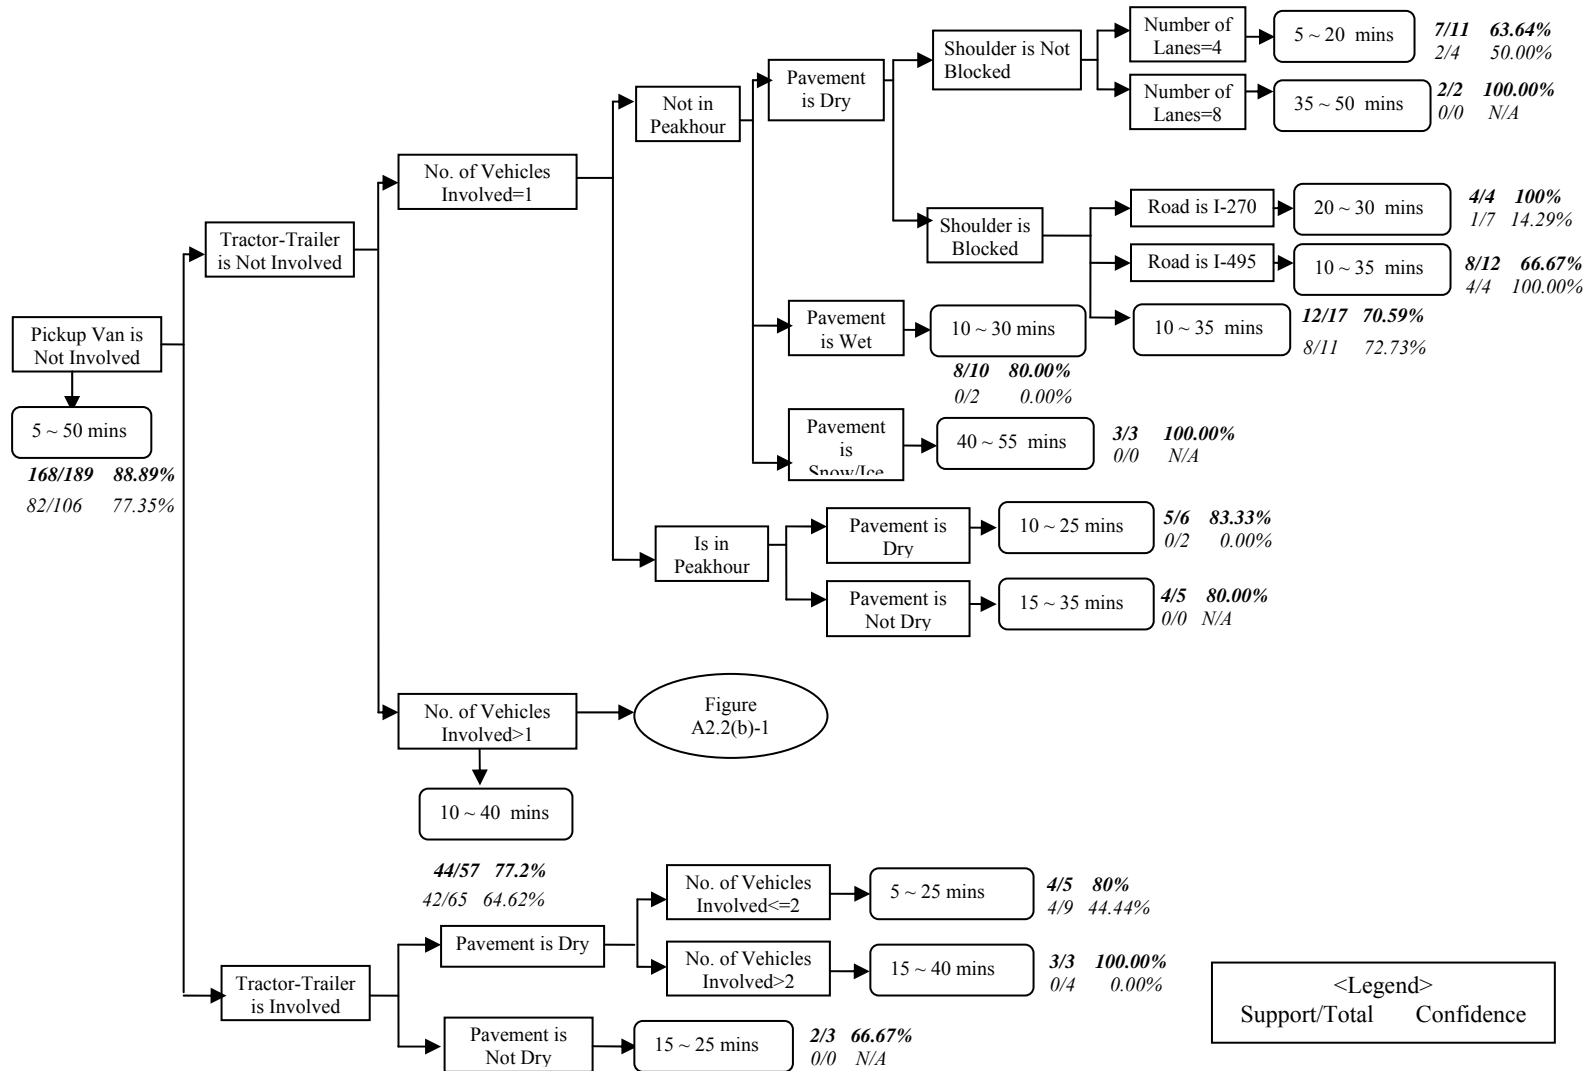 Number of
Lanes=4
5 ~ 20  mins
7/11  63.64%
2/4  50.00%
Shoulder is Not
Blocked
Number of
Lanes=8
35 ~ 50  mins
2/2  100.00%
0/0  N/A
Pavement
is Dry
Not in
Peakhour
No. of Vehicles
Involved=1
Road is I-270
20 ~ 30  mins
4/4  100%
1/7  14.29%
Shoulder is
Blocked
Road is I-495
10 ~ 35  mins
8/12  66.67%
4/4  100.00%
10 ~ 35  mins
12/17  70.59%
8/11  72.73%
Tractor-Trailer
is Not Involved
Pavement
is Wet
10 ~ 30 mins
8/10  80.00%
0/2  0.00%
Pickup Van is
Not Involved
5 ~ 50 mins
168/189  88.89%
82/106  77.35%
Pavement
is
Snow/Ice
40 ~ 55  mins
3/3  100.00%
0/0  N/A
Is in
Peakhour
Pavement is
Dry
10 ~ 25 mins
5/6  83.33%
0/2  0.00%
Pavement is
Not Dry
15 ~ 35 mins
4/5  80.00%
0/0  N/A
No. of Vehicles
Involved>1
Figure
A2.2(b)-1
10 ~ 40  mins
44/57  77.2%
42/65  64.62%
Tractor-Trailer
is Involved
Pavement is Dry
No. of Vehicles
Involved<=2
5 ~ 25 mins
4/5  80%
4/9  44.44%
No. of Vehicles
Involved>2
15 ~ 40 mins
3/3  100.00%
0/4  0.00%
Pavement is
Not Dry
15 ~ 25 mins
2/3  66.67%
0/0  N/A
<Legend>
Support/Total  Confidence